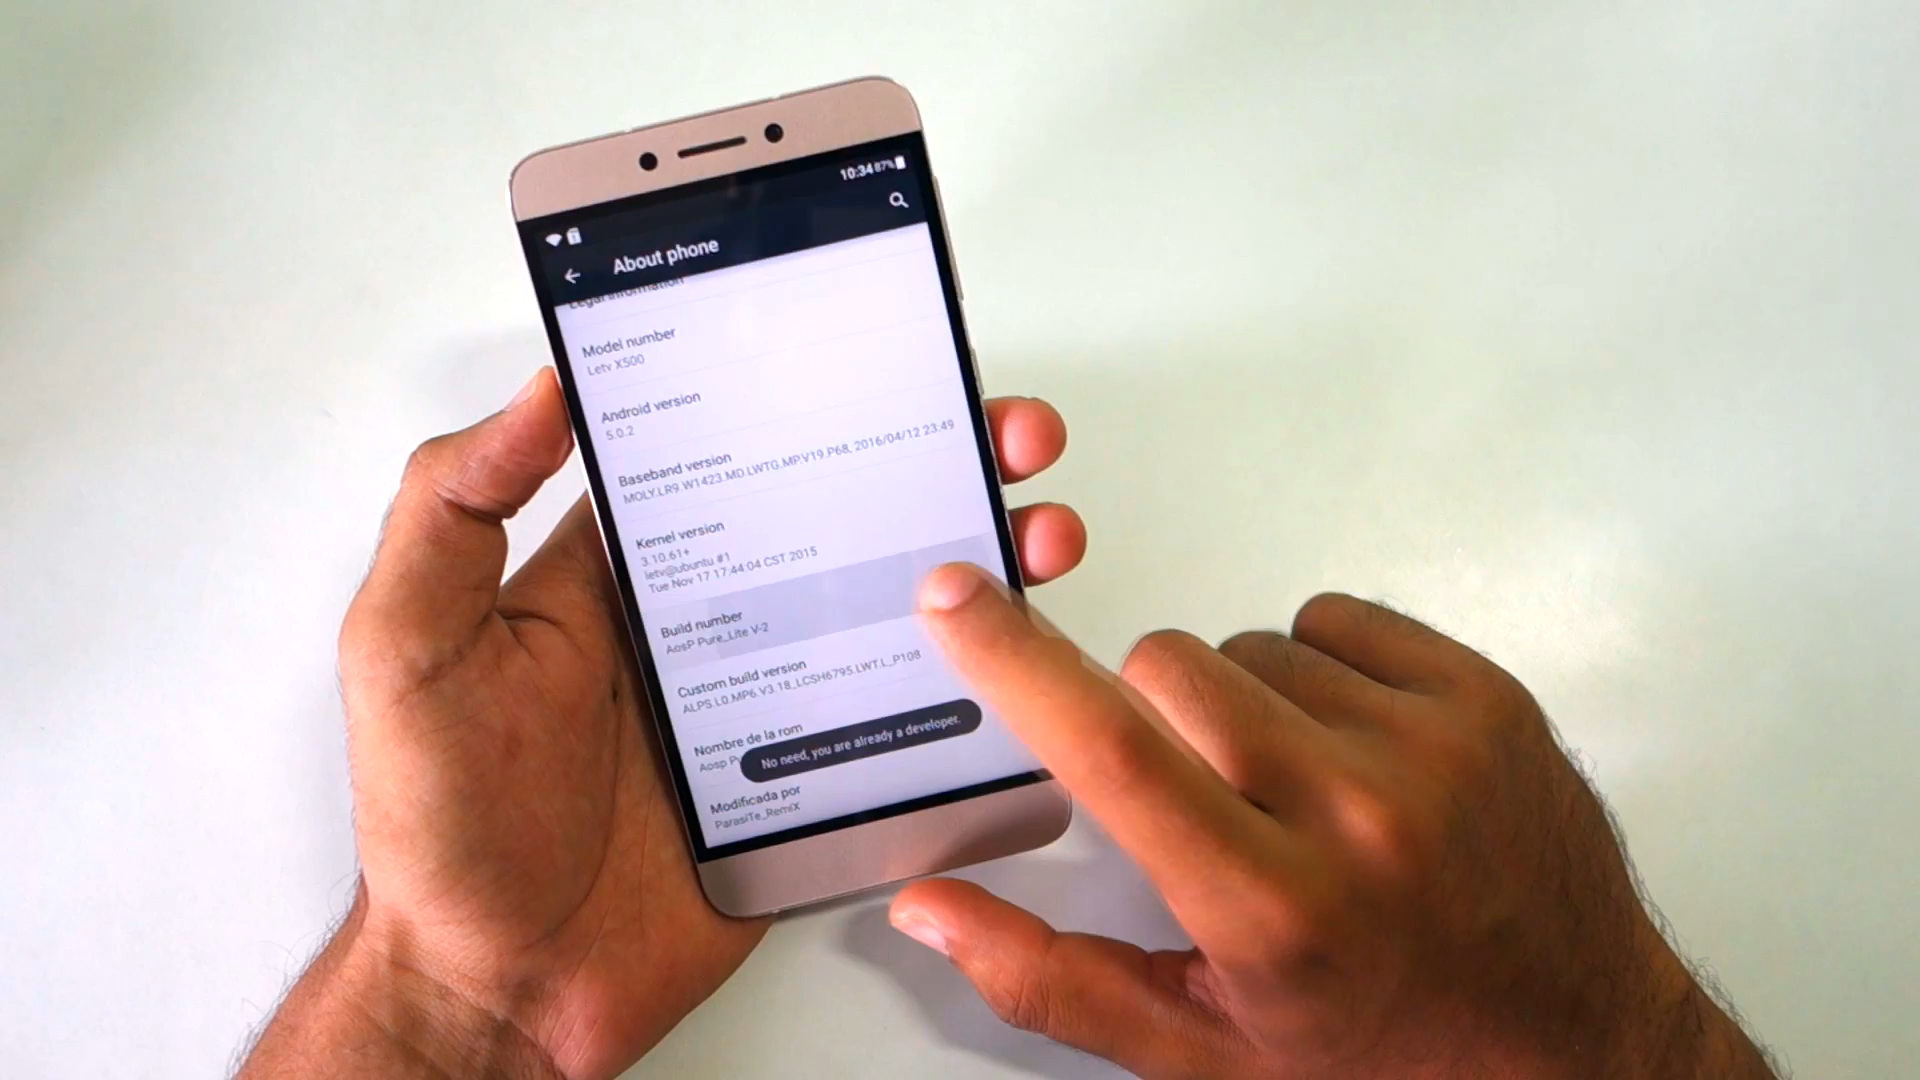 10:34 87%
About phone
Legal information
Model number
Letv X500
Android version
5.0.2
Baseband version
MOLY.LR9.W1423.MD.LWTG.MP.V19.P68, 2016/04/12 23:49
Kernel version
3.10.61+
letv@ubuntu #1
Tue Nov 17 17:44:04 CST 2015
Build number
AosP Pure_Lite V-2
Custom build version
ALPS.L0.MP6.V3.18_LCSH6795.LWT.L_P108
Nombre de la rom
Aosp
No need, you are already a developer.
Modificada por
ParasiTe_RemiX